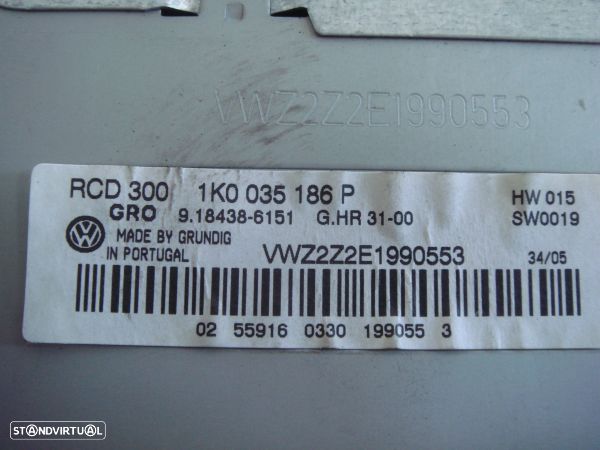 VWZ2Z2E1990553
RCD 300 1K0 035 186 P HW 015
GRO 9.18438-6151 G.HR 31-00 SW0019
MADE BY GRUNDIG
IN PORTUGAL VWZ2Z2E1990553 34/05
02 55916 0330 199055 3
STANDVIRTUAL